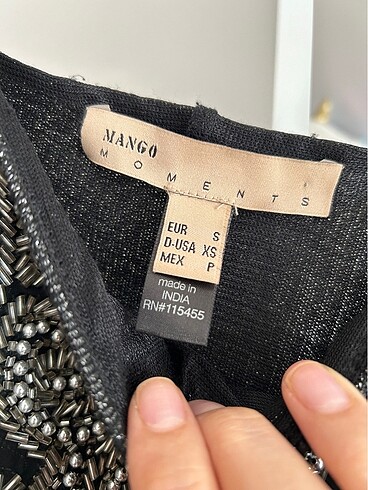 MANGO
MOMENTS
EUR S
D-USA XS
MEX P
made in
INDIA
RN#115455